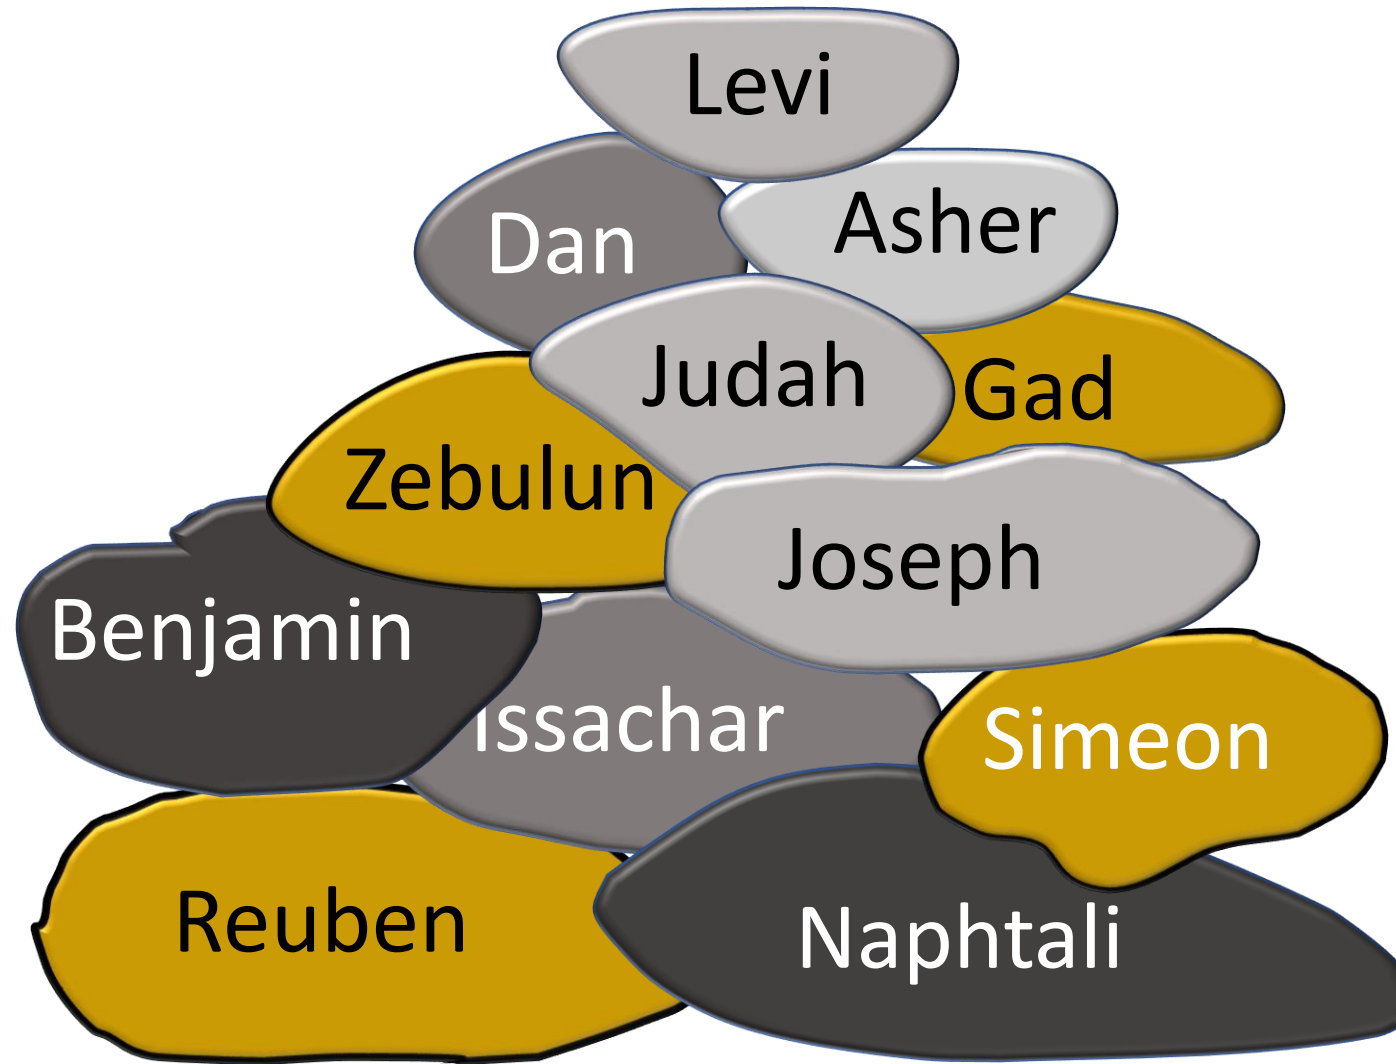 Levi
Dan
Asher
Judah
Gad
Zebulun
Joseph
Benjamin
Issachar
Simeon
Reuben
Naphtali